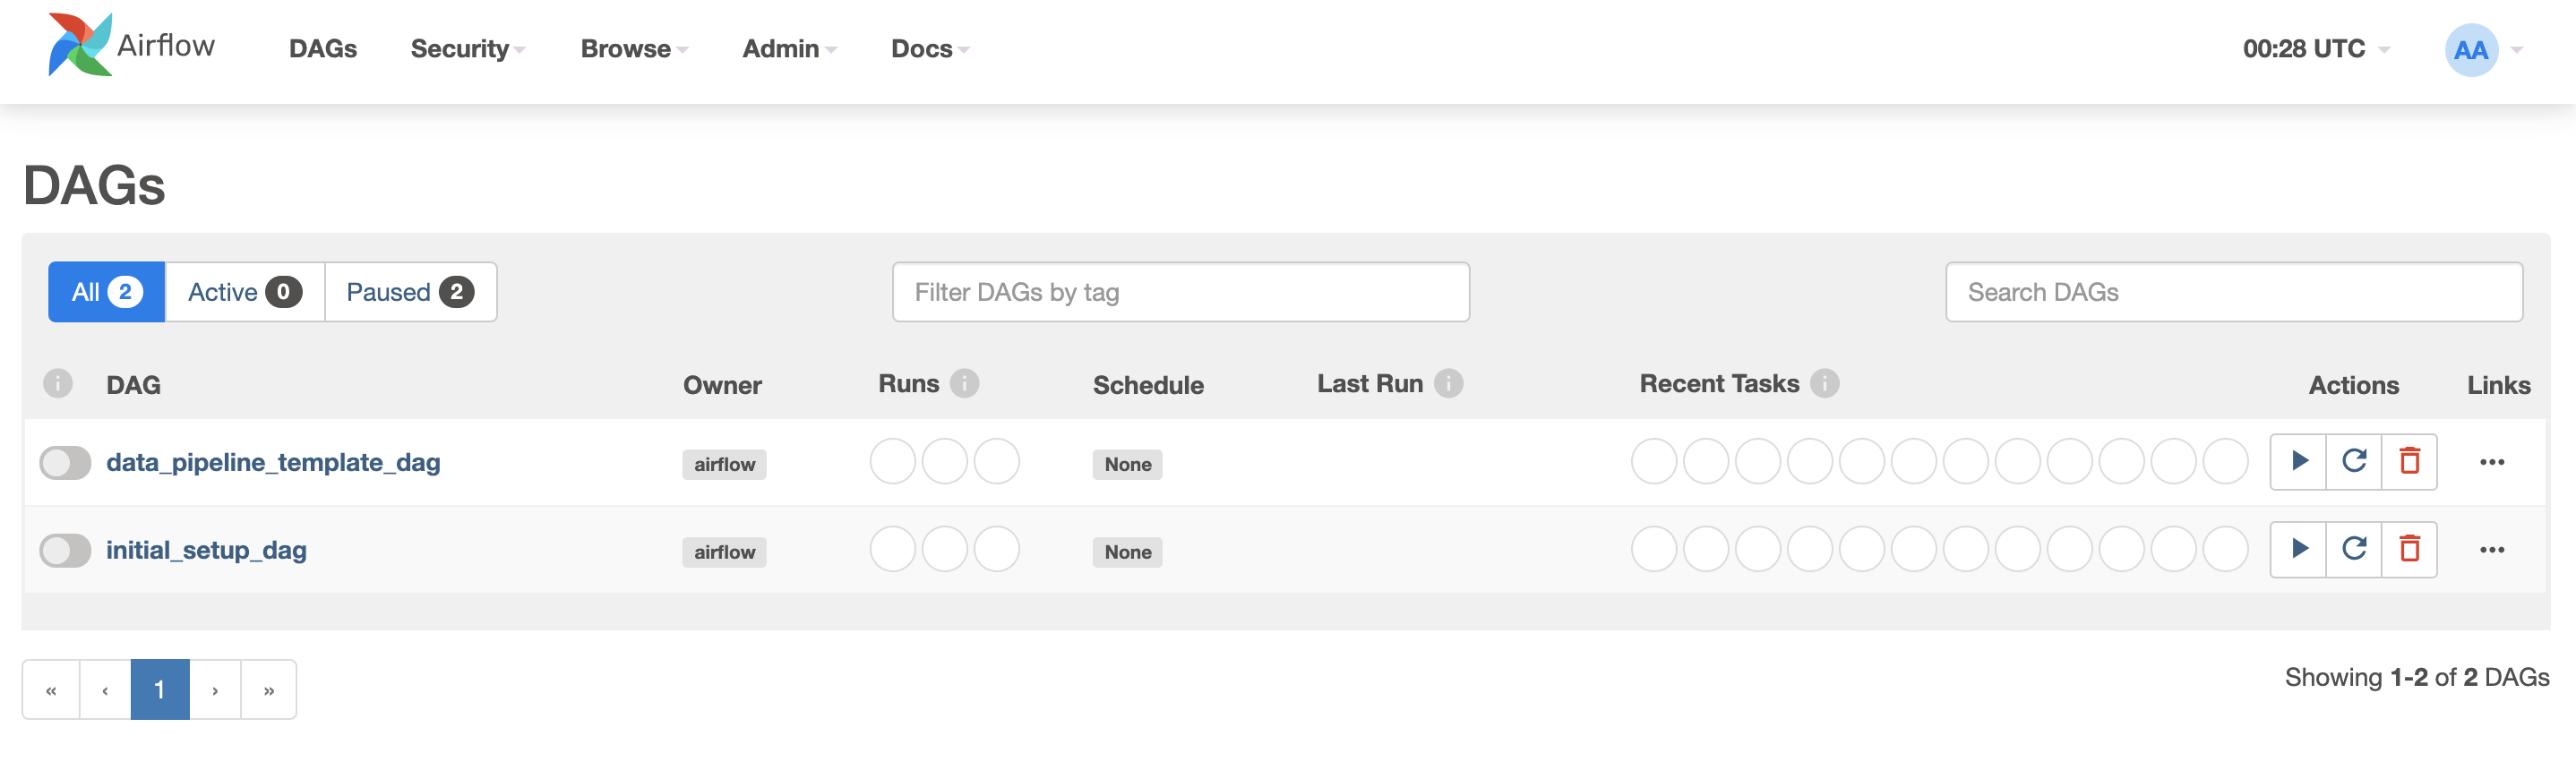 Airflow DAGs Security Browse Admin Docs 00:28 UTC AA
DAGs
All 2 Active 0 Paused 2 Filter DAGs by tag Search DAGs
i DAG Owner Runs i Schedule Last Run i Recent Tasks i Actions Links
data_pipeline_template_dag airflow None
initial_setup_dag airflow None
« ‹ 1 › » Showing 1-2 of 2 DAGs